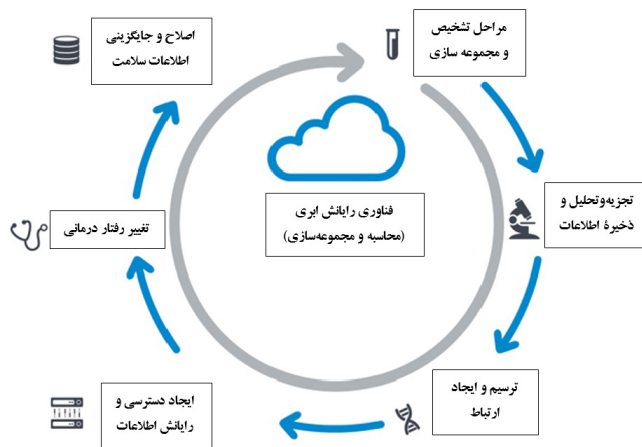 مراحل تشخیص
و مجموعه سازی
اصلاح و جایگزینی
اطلاعات سلامت
تجزیه‌وتحلیل و
ذخیرهٔ اطلاعات
فناوری رایانش ابری
(محاسبه و مجموعه‌سازی)
تغییر رفتار درمانی
ترسیم و ایجاد
ارتباط
ایجاد دسترسی و
رایانش اطلاعات